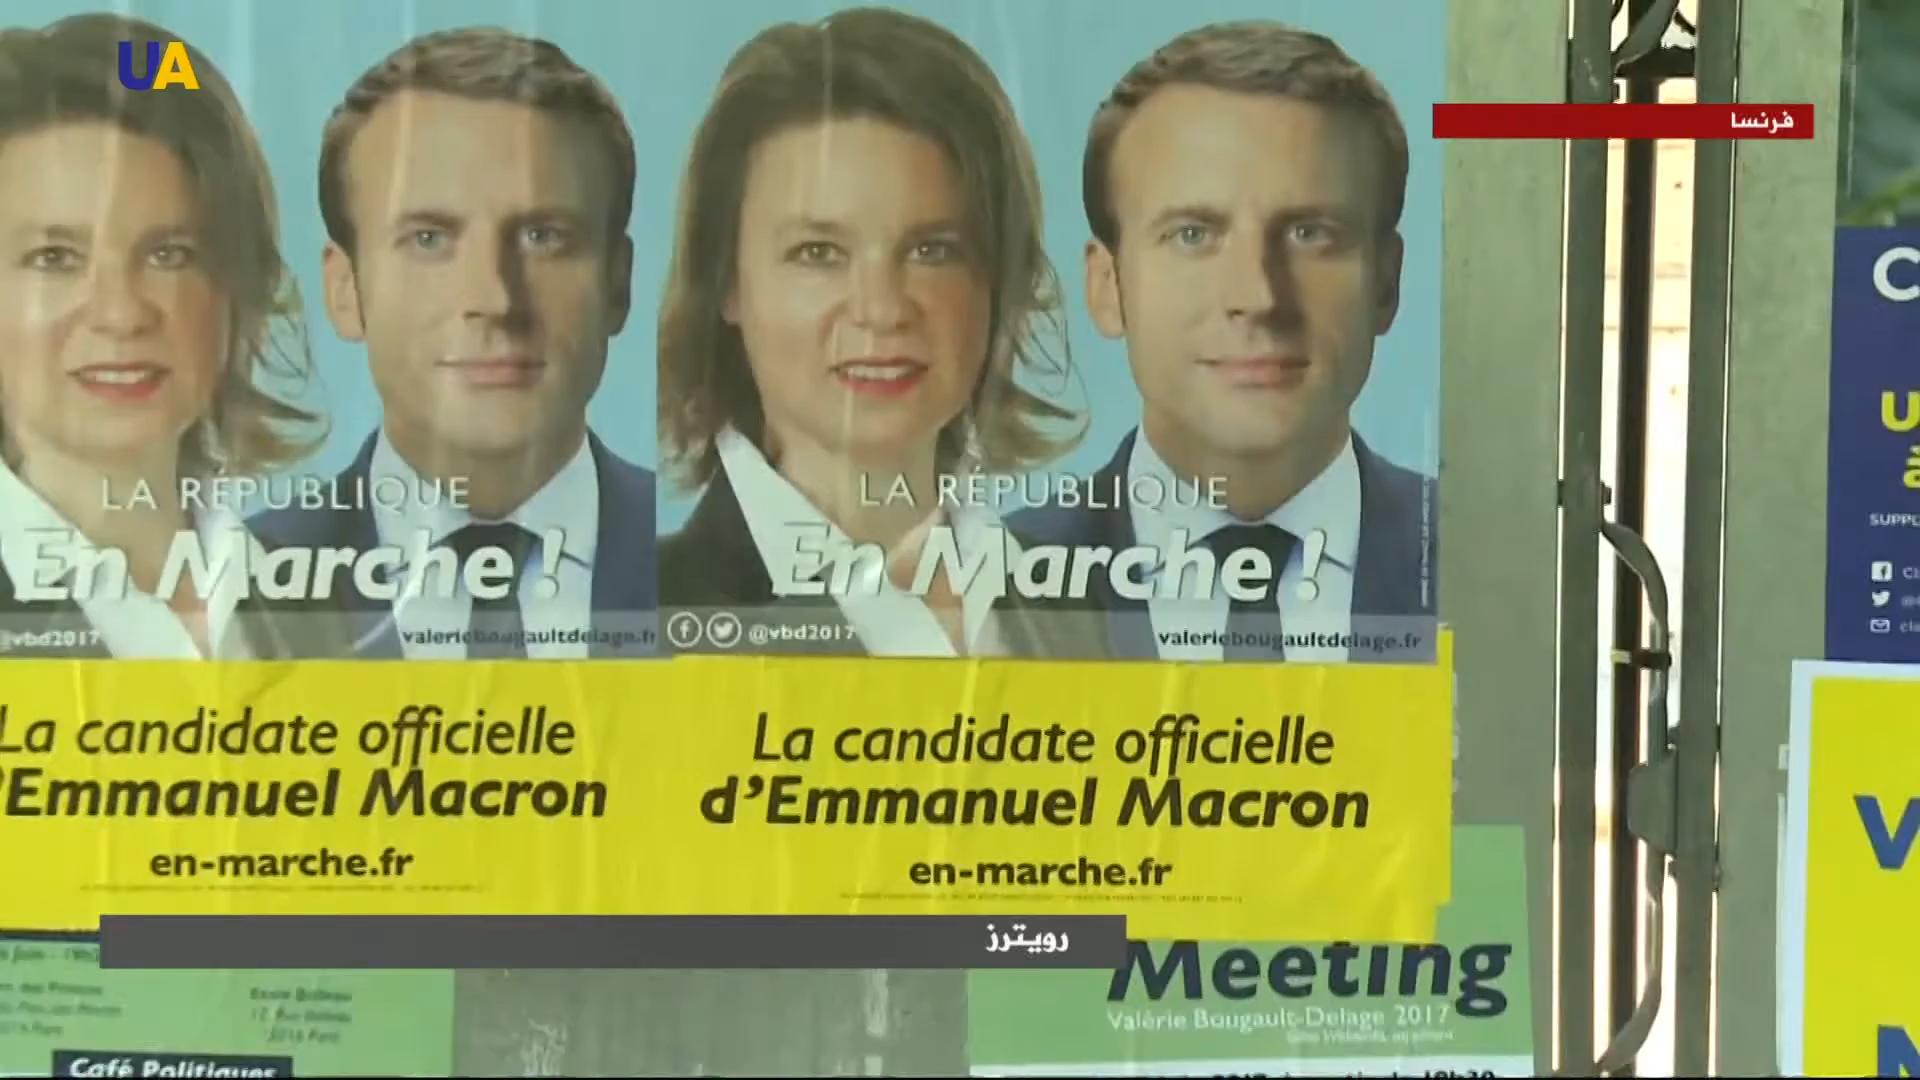 UA
فرنسا
LA RÉPUBLIQUE
En Marche !
@vbd2017
valeriebougaultdelage.fr
La candidate officielle
d'Emmanuel Macron
en-marche.fr
LA RÉPUBLIQUE
En Marche !
@vbd2017
valeriebougaultdelage.fr
La candidate officielle
d'Emmanuel Macron
en-marche.fr
رويترز
Meeting
Valérie Bougault-Delage 2017
Café Politiques
C
U
à
SUPPL
V
N